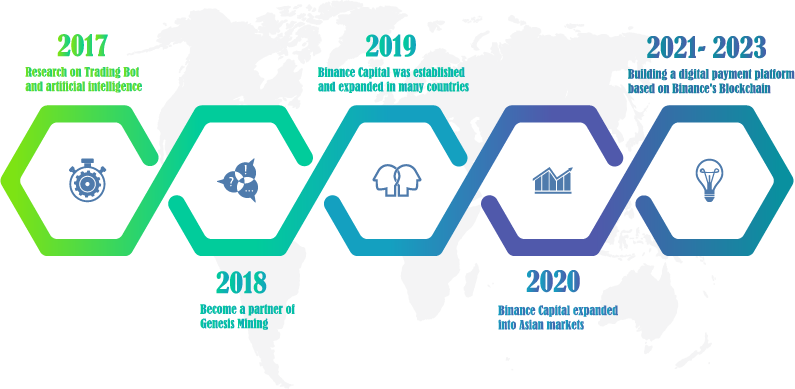 2017
Research on Trading Bot
and artificial intelligence
2018
Become a partner of
Genesis Mining
2019
Binance Capital was established
and expanded in many countries
2020
Binance Capital expanded
into Asian markets
2021- 2023
Building a digital payment platform
based on Binance's Blockchain